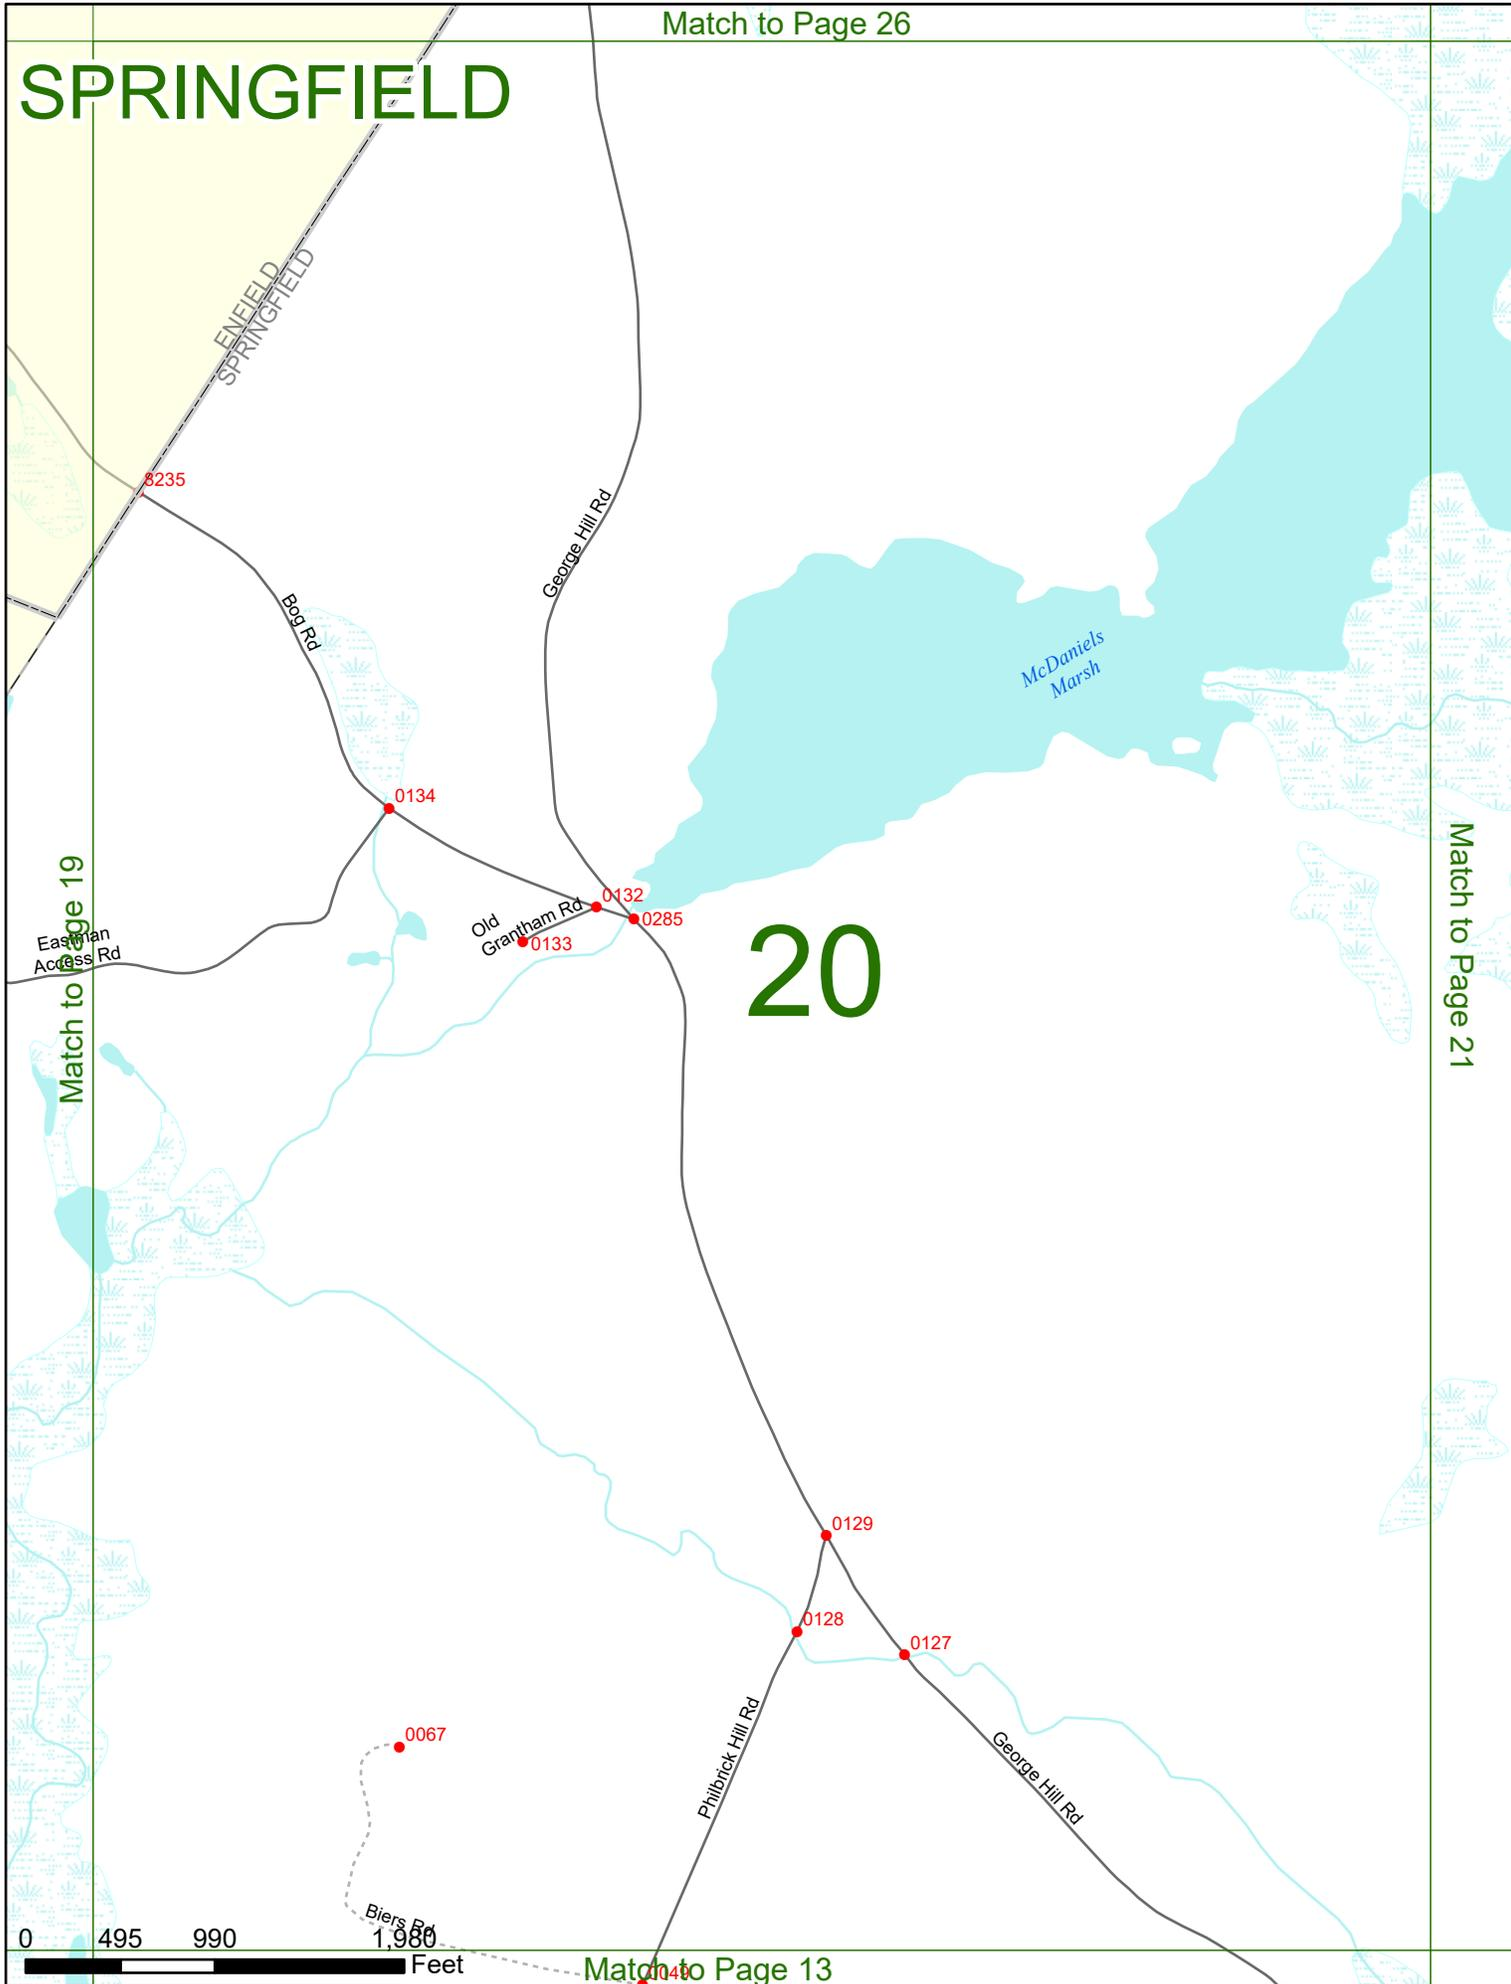 Match to Page 26
SPRINGFIELD
ENFIELD
SPRINGFIELD
8235
George Hill Rd
Bog Rd
McDaniels
Marsh
0134
Match to Page 19
Match to Page 21
0132
0285
Old
Grantham Rd
0133
Eastman
Access Rd
20
0129
0128
0127
0067
Philbrick Hill Rd
George Hill Rd
Biers Rd
0 495 990 1,980
Feet
0049
Match to Page 13